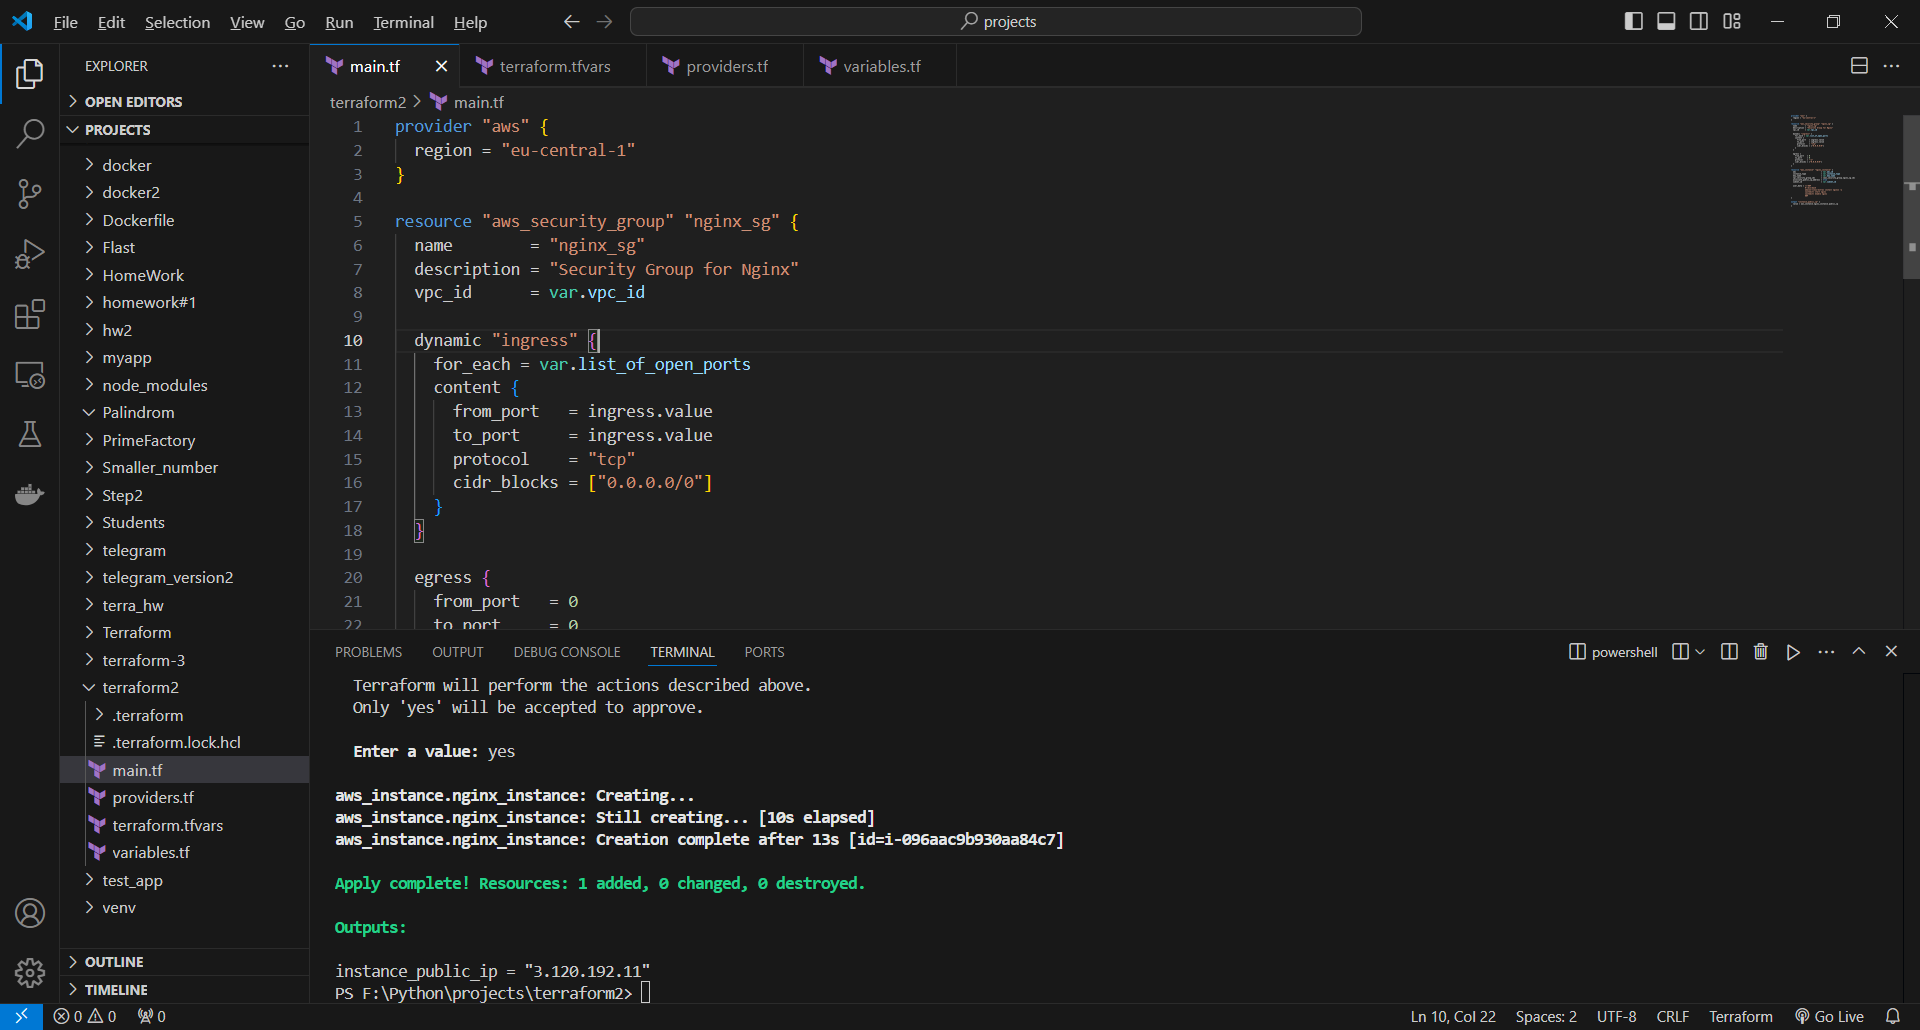 File Edit Selection View Go Run Terminal Help
projects
EXPLORER
OPEN EDITORS
PROJECTS
docker
docker2
Dockerfile
Flast
HomeWork
homework#1
hw2
myapp
node_modules
Palindrom
PrimeFactory
Smaller_number
Step2
Students
telegram
telegram_version2
terra_hw
Terraform
terraform-3
terraform2
.terraform
.terraform.lock.hcl
main.tf
providers.tf
terraform.tfvars
variables.tf
test_app
venv
OUTLINE
TIMELINE
main.tf terraform.tfvars providers.tf variables.tf
terraform2 > main.tf
1 provider "aws" {
2 region = "eu-central-1"
3 }
4
5 resource "aws_security_group" "nginx_sg" {
6 name = "nginx_sg"
7 description = "Security Group for Nginx"
8 vpc_id = var.vpc_id
9
10 dynamic "ingress" {
11 for_each = var.list_of_open_ports
12 content {
13 from_port = ingress.value
14 to_port = ingress.value
15 protocol = "tcp"
16 cidr_blocks = ["0.0.0.0/0"]
17 }
18 }
19
20 egress {
21 from_port = 0
22 to_port = 0
PROBLEMS OUTPUT DEBUG CONSOLE TERMINAL PORTS
powershell
Terraform will perform the actions described above.
Only 'yes' will be accepted to approve.
Enter a value: yes
aws_instance.nginx_instance: Creating...
aws_instance.nginx_instance: Still creating... [10s elapsed]
aws_instance.nginx_instance: Creation complete after 13s [id=i-096aac9b930aa84c7]
Apply complete! Resources: 1 added, 0 changed, 0 destroyed.
Outputs:
instance_public_ip = "3.120.192.11"
PS F:\Python\projects\terraform2>
0 0 0
Ln 10, Col 22 Spaces: 2 UTF-8 CRLF Terraform Go Live